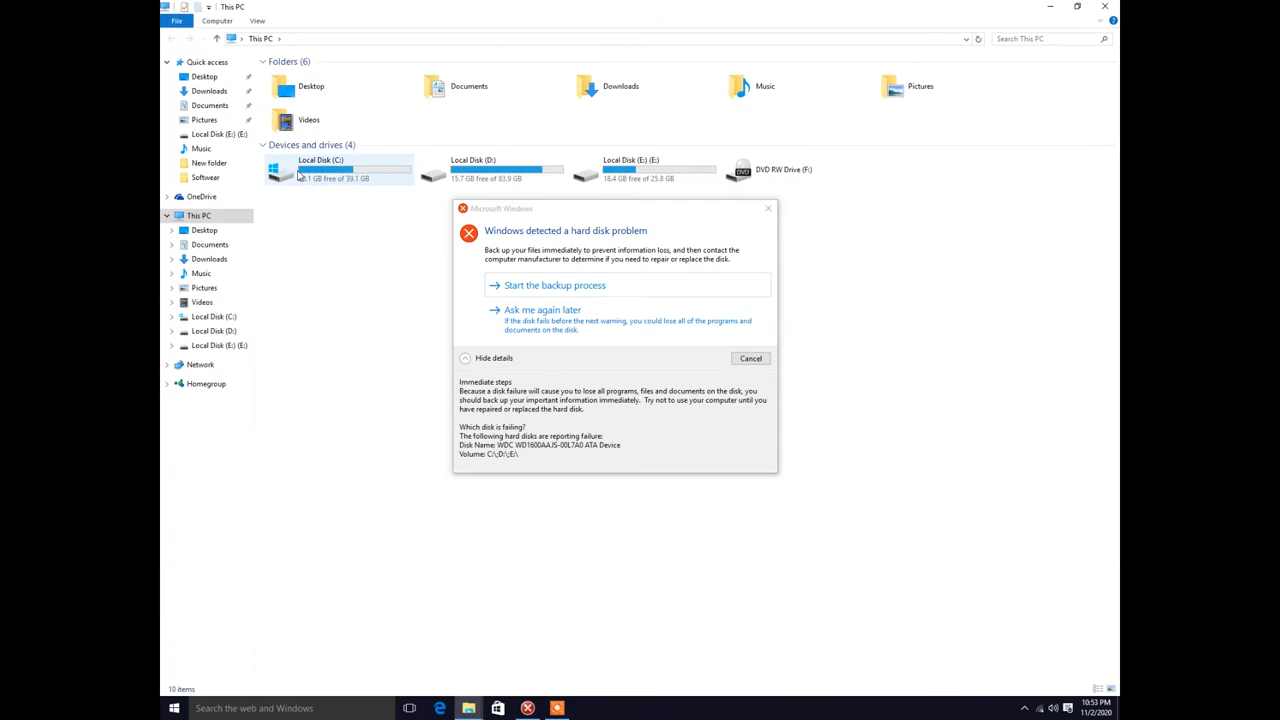 This PC
File
Computer
View
This PC
Search This PC
Quick access
Desktop
Downloads
Documents
Pictures
Local Disk (E:) (E:)
Music
New folder
Softwear
OneDrive
This PC
Desktop
Documents
Downloads
Music
Pictures
Videos
Local Disk (C:)
Local Disk (D:)
Local Disk (E:) (E:)
Network
Homegroup
Folders (6)
Desktop
Documents
Downloads
Music
Pictures
Videos
Devices and drives (4)
Local Disk (C:)
GB free of 39.1 GB
Local Disk (D:)
15.7 GB free of 83.9 GB
Local Disk (E:) (E:)
18.4 GB free of 25.8 GB
DVD
DVD RW Drive (F:)
Microsoft Windows
Windows detected a hard disk problem
Back up your files immediately to prevent information loss, and then contact the
computer manufacturer to determine if you need to repair or replace the disk.
Start the backup process
Ask me again later
If the disk fails before the next warning, you could lose all of the programs and
documents on the disk.
Hide details
Cancel
Immediate steps
Because a disk failure will cause you to lose all programs, files and documents on the disk, you
should back up your important information immediately. Try not to use your computer until you
have repaired or replaced the hard disk.
Which disk is failing?
The following hard disks are reporting failure:
Disk Name: WDC WD1600AAJS-00L7A0 ATA Device
Volume: C:\;D:\;E:\
10 items
Search the web and Windows
10:53 PM
11/2/2020